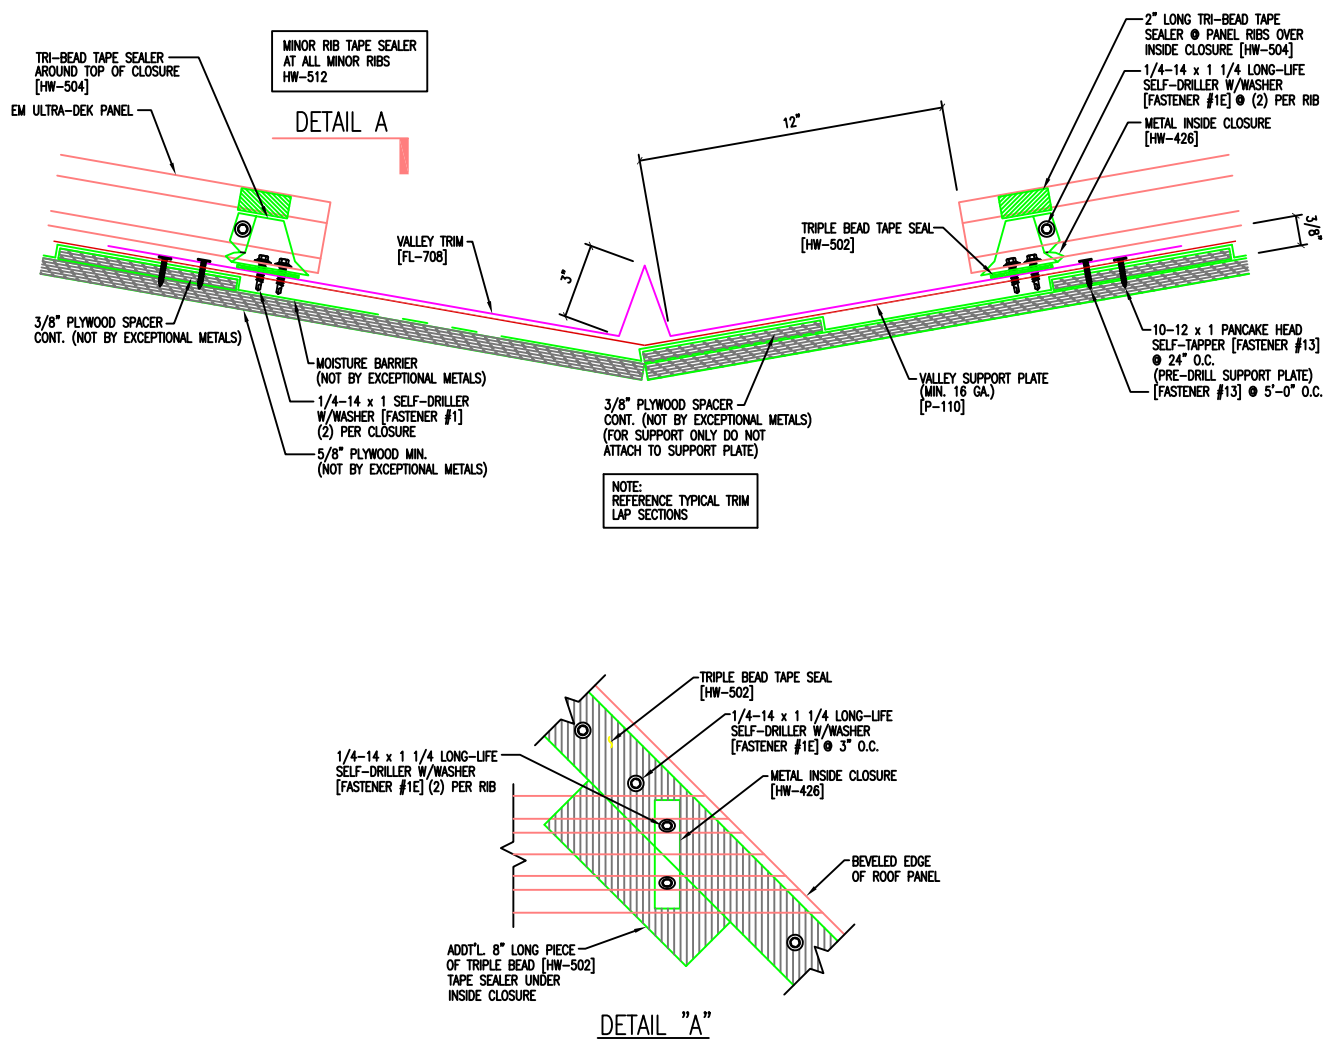 MINOR RIB TAPE SEALER
AT ALL MINOR RIBS
HW-512
TRI-BEAD TAPE SEALER
AROUND TOP OF CLOSURE
[HW-504]
EM ULTRA-DEK PANEL
DETAIL A
12"
2" LONG TRI-BEAD TAPE
SEALER @ PANEL RIBS OVER
INSIDE CLOSURE [HW-504]
1/4-14 x 1 1/4 LONG-LIFE
SELF-DRILLER W/WASHER
[FASTENER #1E] @ (2) PER RIB
METAL INSIDE CLOSURE
[HW-426]
VALLEY TRIM
[FL-708]
3"
TRIPLE BEAD TAPE SEAL
[HW-502]
3/8"
3/8" PLYWOOD SPACER
CONT. (NOT BY EXCEPTIONAL METALS)
MOISTURE BARRIER
(NOT BY EXCEPTIONAL METALS)
1/4-14 x 1 SELF-DRILLER
W/WASHER [FASTENER #1]
(2) PER CLOSURE
5/8" PLYWOOD MIN.
(NOT BY EXCEPTIONAL METALS)
3/8" PLYWOOD SPACER
CONT. (NOT BY EXCEPTIONAL METALS)
(FOR SUPPORT ONLY DO NOT
ATTACH TO SUPPORT PLATE)
VALLEY SUPPORT PLATE
(MIN. 16 GA.)
[P-110]
10-12 x 1 PANCAKE HEAD
SELF-TAPPER [FASTENER #13]
@ 24" O.C.
(PRE-DRILL SUPPORT PLATE)
[FASTENER #13] @ 5'-0" O.C.
NOTE:
REFERENCE TYPICAL TRIM
LAP SECTIONS
TRIPLE BEAD TAPE SEAL
[HW-502]
1/4-14 x 1 1/4 LONG-LIFE
SELF-DRILLER W/WASHER
[FASTENER #1E] @ 3" O.C.
1/4-14 x 1 1/4 LONG-LIFE
SELF-DRILLER W/WASHER
[FASTENER #1E] (2) PER RIB
METAL INSIDE CLOSURE
[HW-426]
BEVELED EDGE
OF ROOF PANEL
ADDT'L. 8" LONG PIECE
OF TRIPLE BEAD [HW-502]
TAPE SEALER UNDER
INSIDE CLOSURE
DETAIL "A"